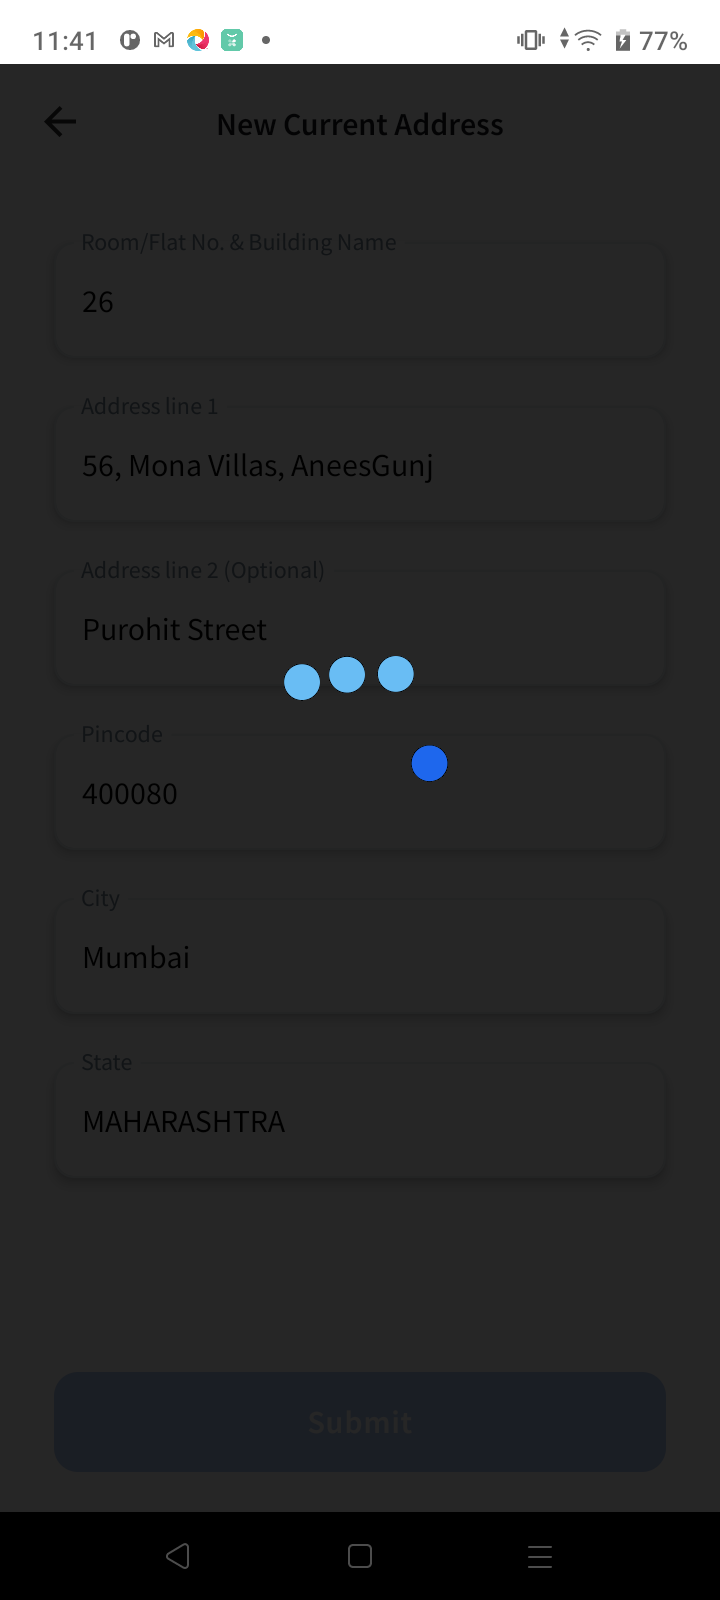 11:41
77%
New Current Address
Room/Flat No. & Building Name
26
Address line 1
56, Mona Villas, AneesGunj
Address line 2 (Optional)
Purohit Street
Pincode
400080
City
Mumbai
State
MAHARASHTRA
Submit